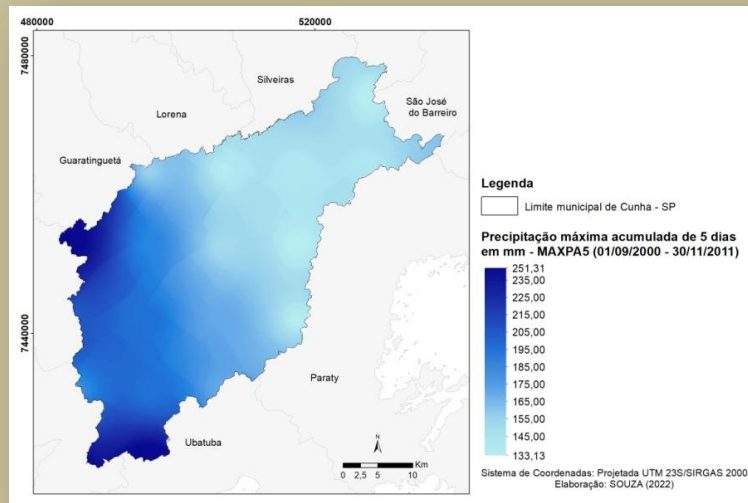 480000
520000
7480000
7440000
Silveiras
São José
do Barreiro
Lorena
Guaratinguetá
Paraty
Ubatuba
N
Km
0 2,5 5 10
Legenda
Limite municipal de Cunha - SP
Precipitação máxima acumulada de 5 dias
em mm - MAXPA5 (01/09/2000 - 30/11/2011)
251,31
235,00
225,00
215,00
205,00
195,00
185,00
175,00
165,00
155,00
145,00
133,13
Sistema de Coordenadas: Projetada UTM 23S/SIRGAS 2000
Elaboração: SOUZA (2022)